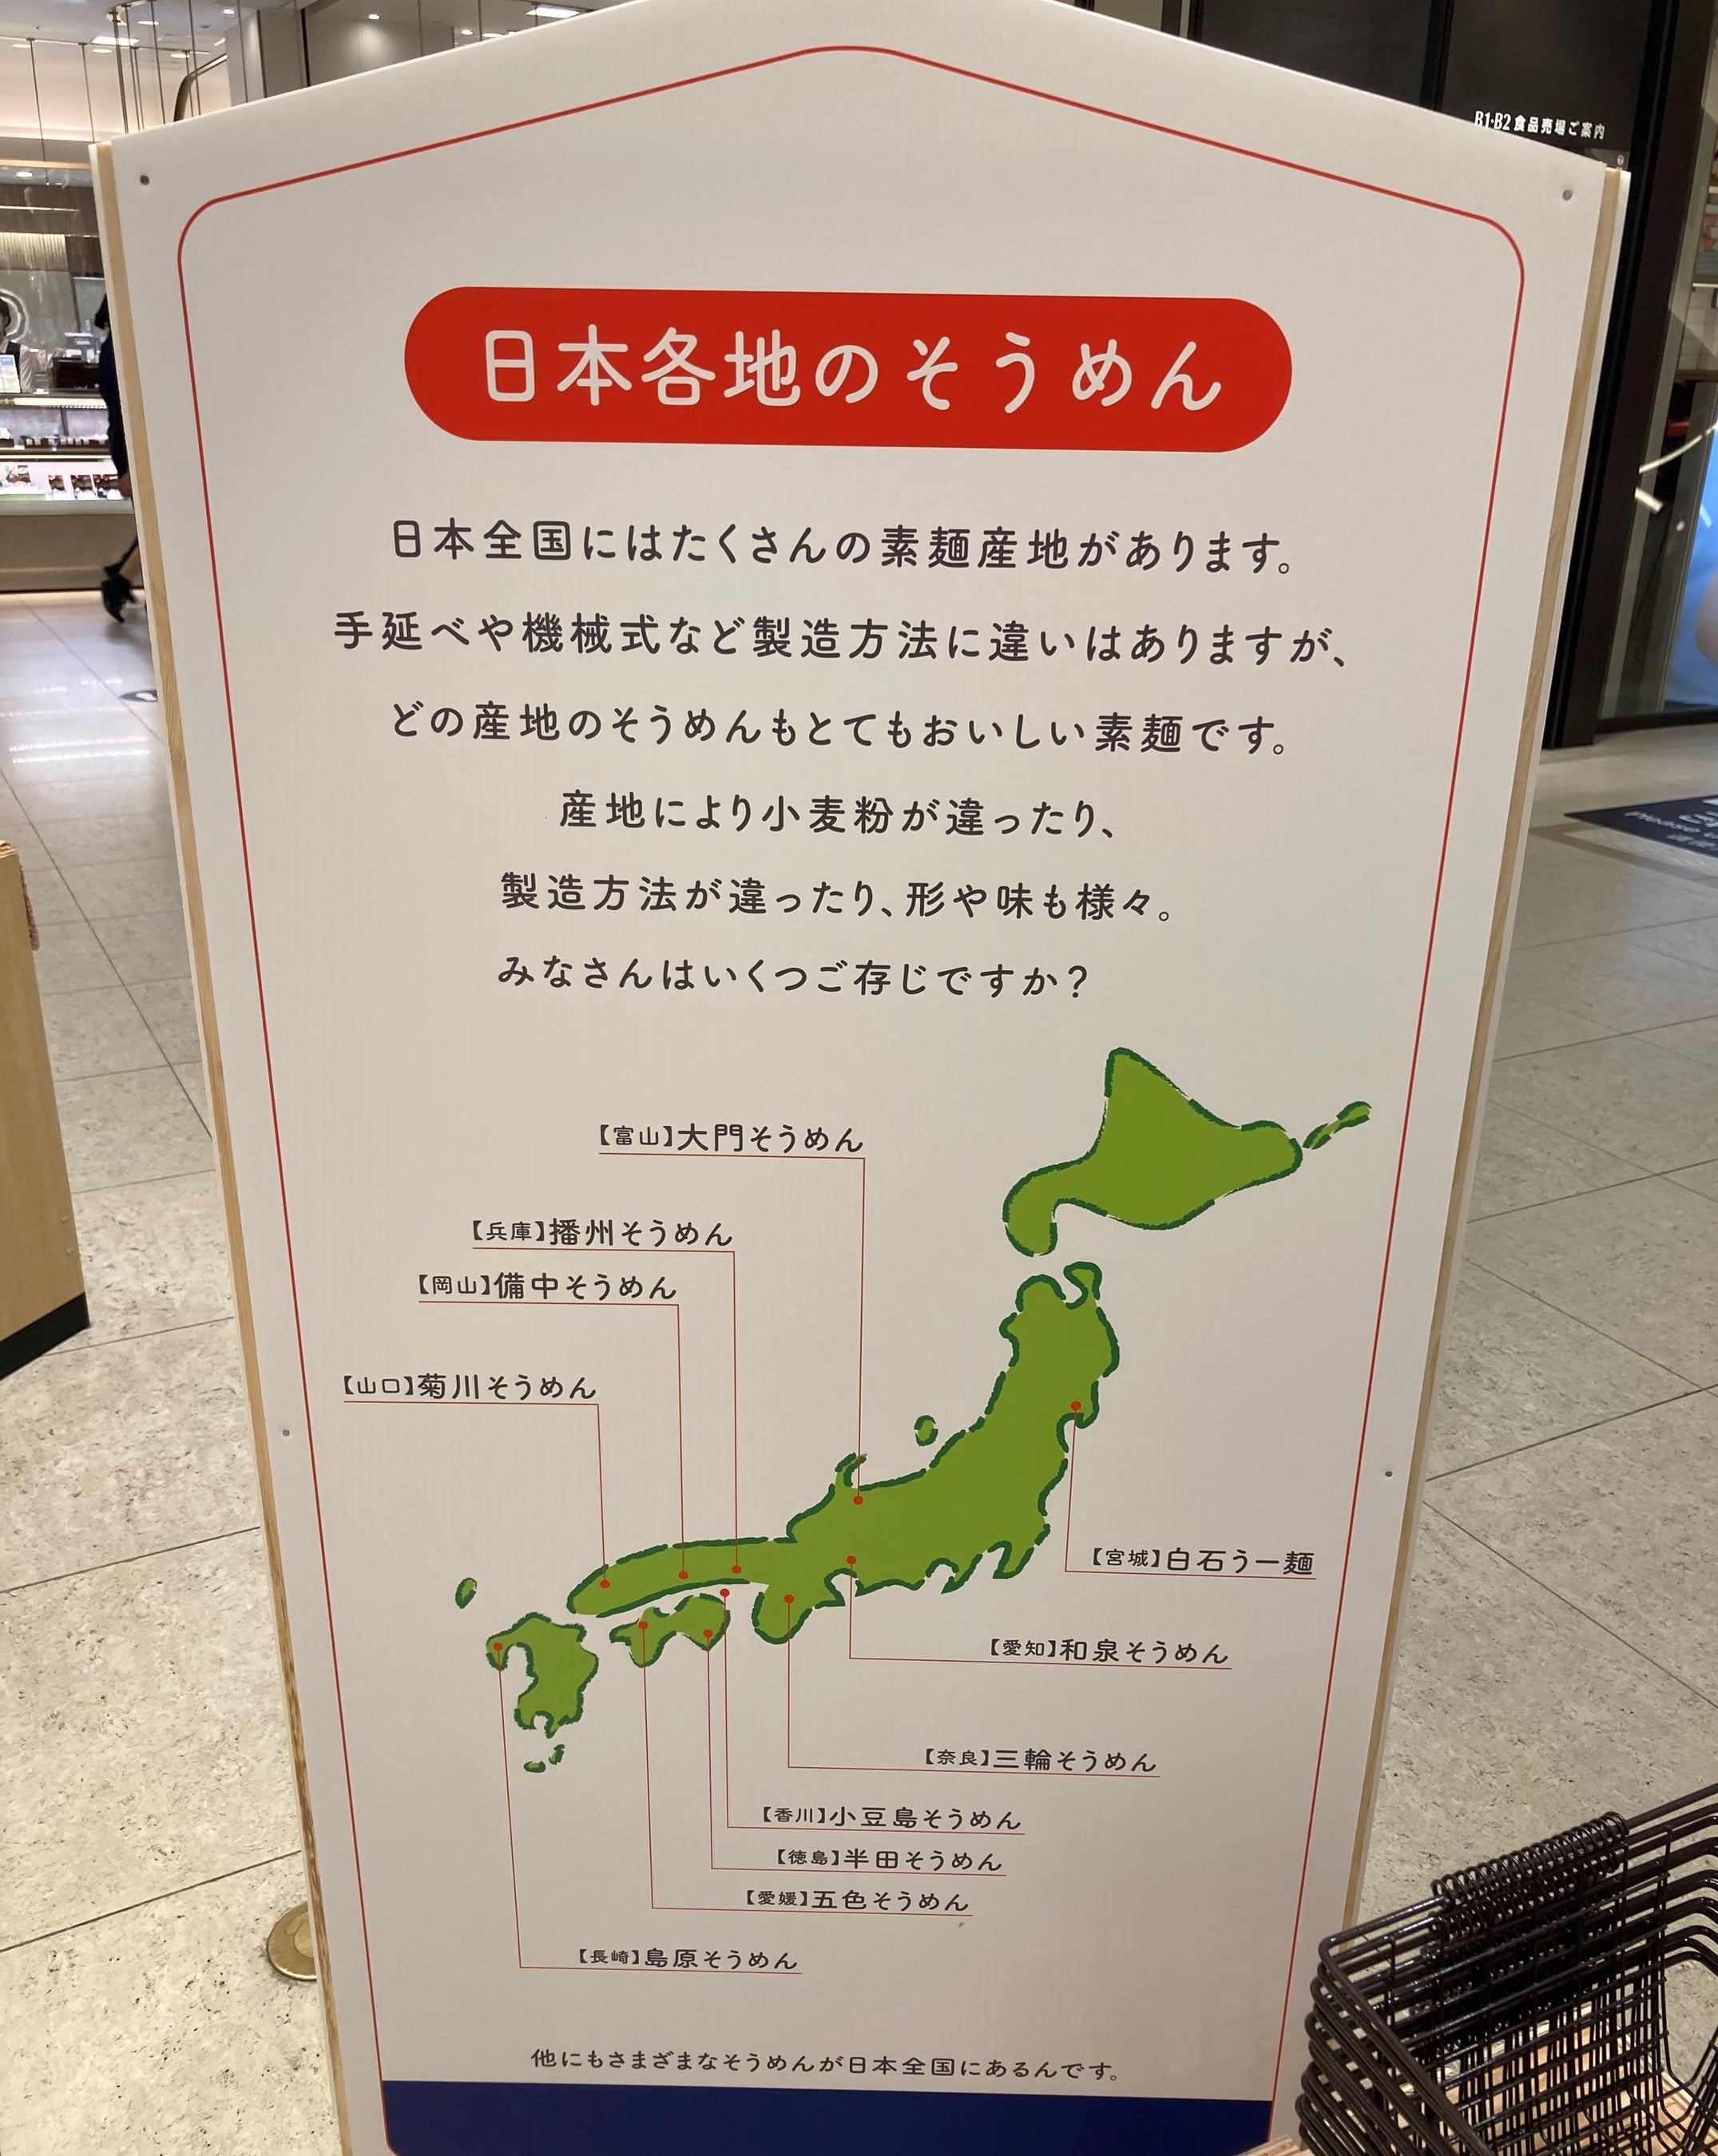 B1·B2 食品売場ご案内
日本各地のそうめん
日本全国にはたくさんの素麺産地があります。
手延べや機械式など製造方法に違いはありますが、
どの産地のそうめんもとてもおいしい素麺です。
産地により小麦粉が違ったり、
製造方法が違ったり、形や味も様々。
みなさんはいくつご存じですか？
【富山】大門そうめん
【兵庫】播州そうめん
【岡山】備中そうめん
【山口】菊川そうめん
【宮城】白石うー麺
【愛知】和泉そうめん
【奈良】三輪そうめん
【香川】小豆島そうめん
【徳島】半田そうめん
【愛媛】五色そうめん
【長崎】島原そうめん
他にもさまざまなそうめんが日本全国にあるんです。